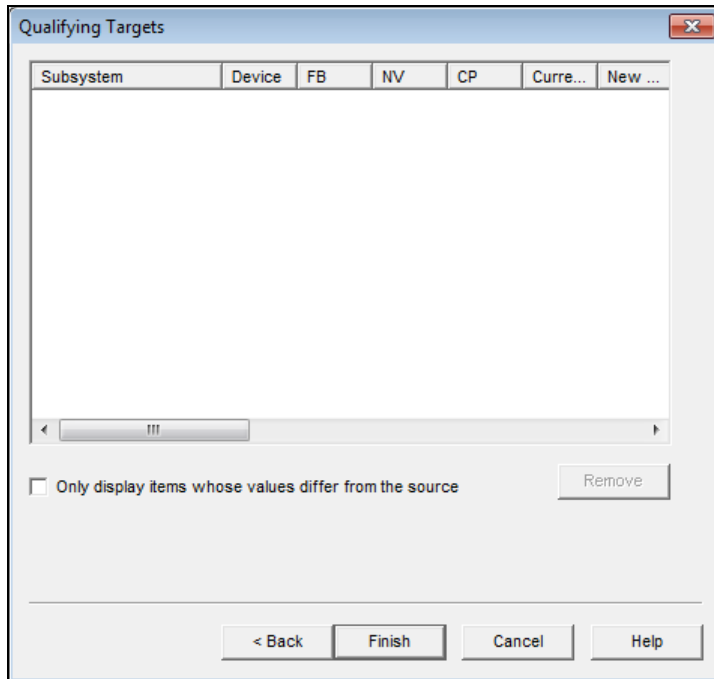 Qualifying Targets
Subsystem Device FB NV CP Curre... New ...
Only display items whose values differ from the source
Remove
< Back Finish Cancel Help